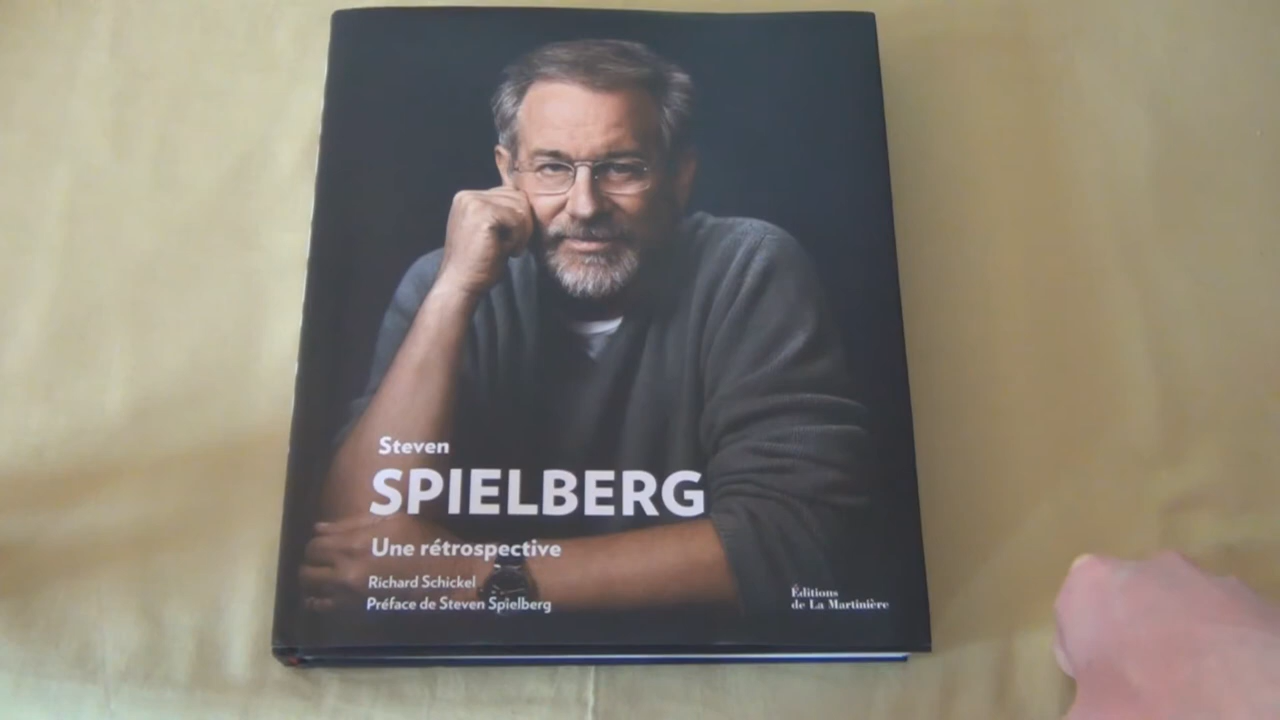 Steven
SPIELBERG
Une rétrospective
Richard Schickel
Préface de Steven Spielberg
Éditions
de La Martinière